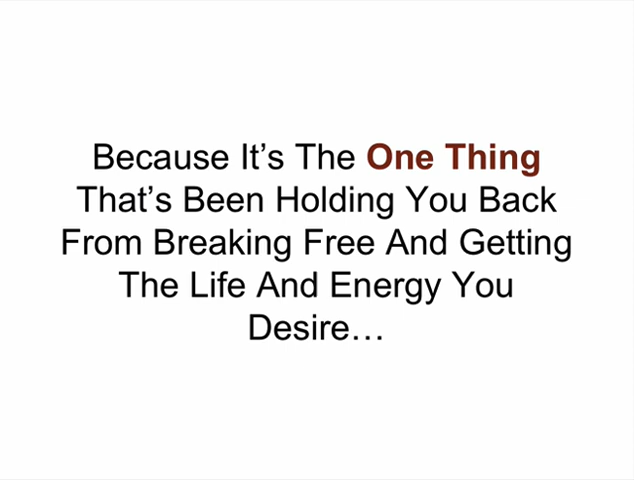 Because It’s The One Thing
That’s Been Holding You Back
From Breaking Free And Getting
The Life And Energy You
Desire…